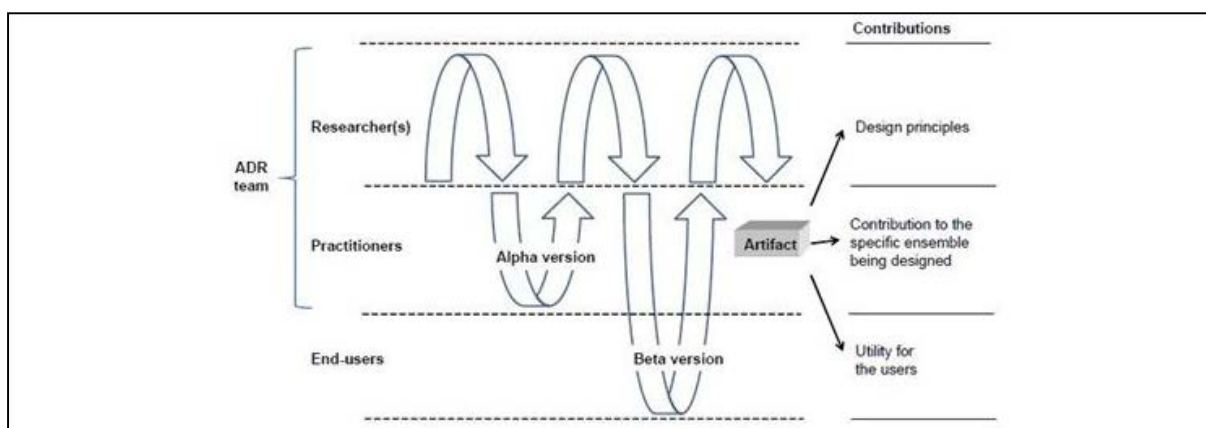 Contributions
Researcher(s)
Design principles
ADR
team
Practitioners
Alpha version
Artifact
Contribution to the
specific ensemble
being designed
End-users
Beta version
Utility for
the users